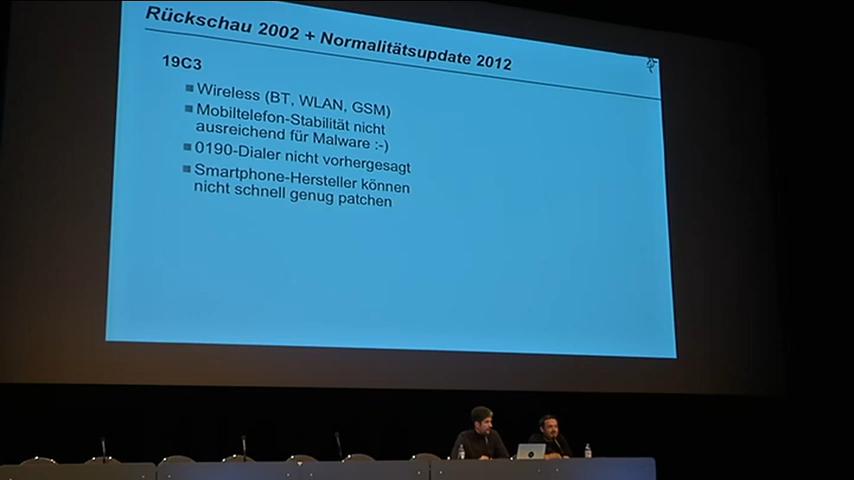 Rückschau 2002 + Normalitätsupdate 2012
19C3
Wireless (BT, WLAN, GSM)
Mobiltelefon-Stabilität nicht
ausreichend für Malware :-)
0190-Dialer nicht vorhergesagt
Smartphone-Hersteller können
nicht schnell genug patchen